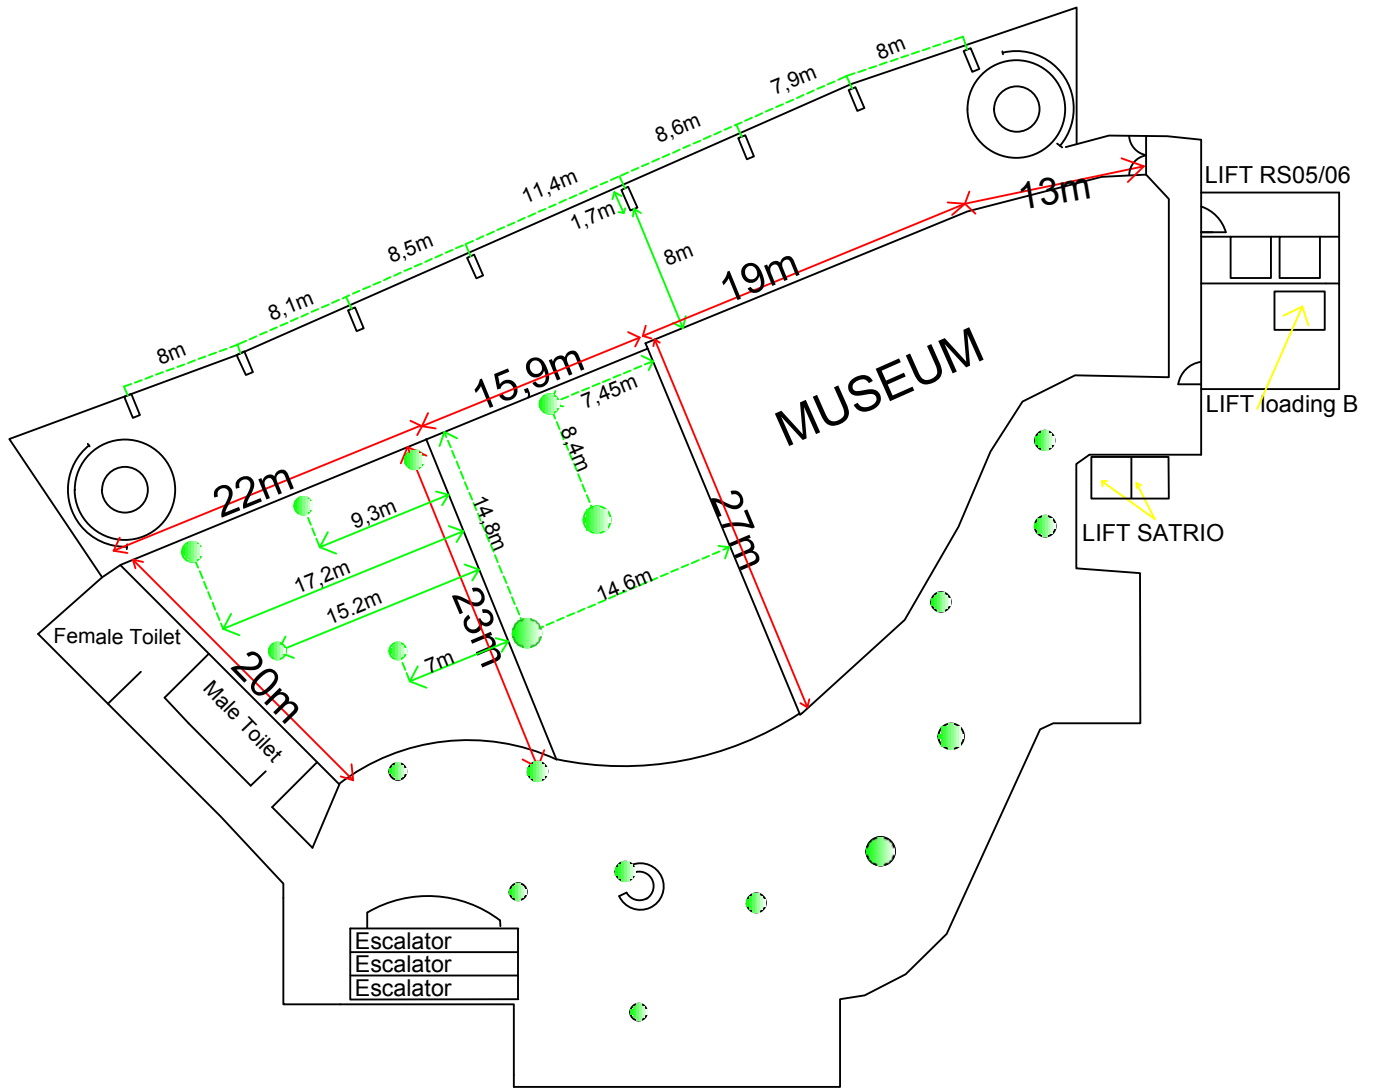 8m
7,9m
8,6m
11,4m
1,7m
8,5m
8m
8,1m
8m
LIFT RS05/06
13m
19m
15,9m
22m
MUSEUM
LIFT loading B
7,45m
8,4m
9,3m
14,8m
17,2m
15.2m
14.6m
27m
23m
7m
20m
LIFT SATRIO
Female Toilet
Male Toilet
Escalator
Escalator
Escalator